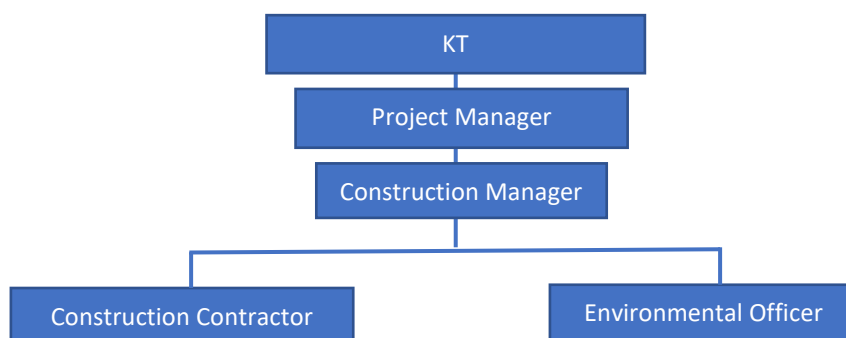 KT
Project Manager
Construction Manager
Construction Contractor
Environmental Officer